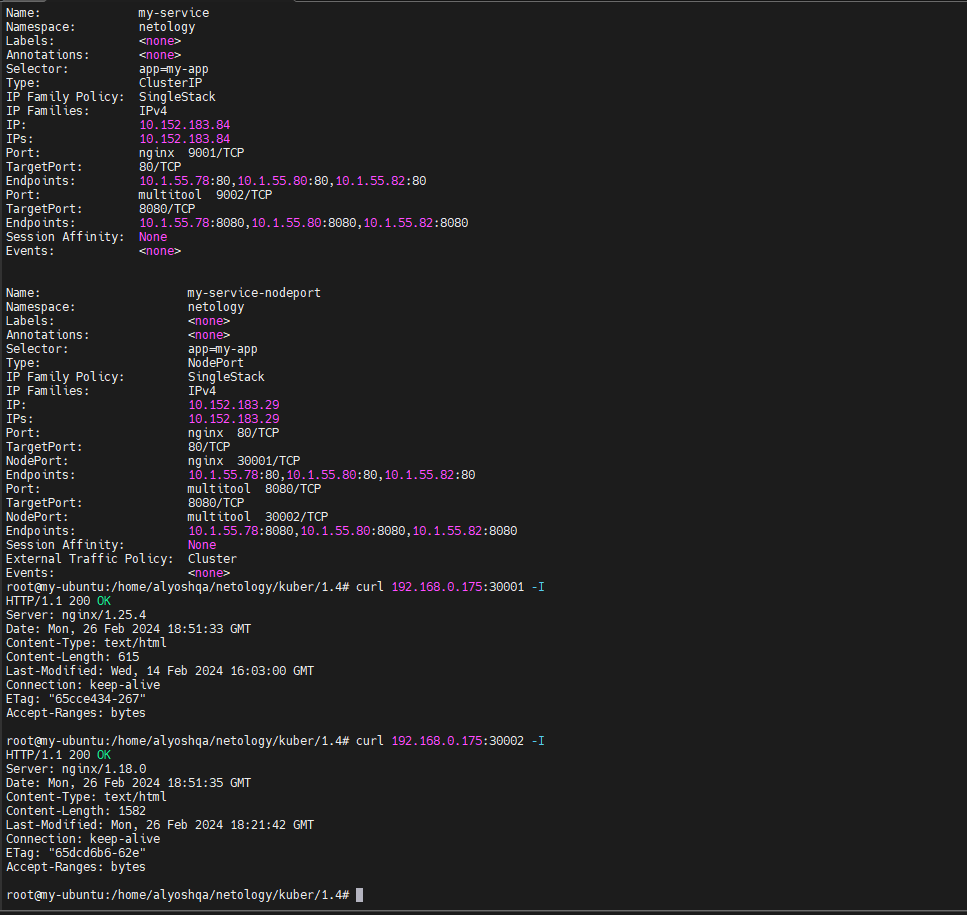 Name:              my-service
Namespace:         netology
Labels:            <none>
Annotations:       <none>
Selector:          app=my-app
Type:              ClusterIP
IP Family Policy:  SingleStack
IP Families:       IPv4
IP:                10.152.183.84
IPs:               10.152.183.84
Port:              nginx  9001/TCP
TargetPort:        80/TCP
Endpoints:         10.1.55.78:80,10.1.55.80:80,10.1.55.82:80
Port:              multitool  9002/TCP
TargetPort:        8080/TCP
Endpoints:         10.1.55.78:8080,10.1.55.80:8080,10.1.55.82:8080
Session Affinity:  None
Events:            <none>
Name:                     my-service-nodeport
Namespace:                netology
Labels:                   <none>
Annotations:              <none>
Selector:                 app=my-app
Type:                     NodePort
IP Family Policy:         SingleStack
IP Families:              IPv4
IP:                       10.152.183.29
IPs:                      10.152.183.29
Port:                     nginx  80/TCP
TargetPort:               80/TCP
NodePort:                 nginx  30001/TCP
Endpoints:                10.1.55.78:80,10.1.55.80:80,10.1.55.82:80
Port:                     multitool  8080/TCP
TargetPort:               8080/TCP
NodePort:                 multitool  30002/TCP
Endpoints:                10.1.55.78:8080,10.1.55.80:8080,10.1.55.82:8080
Session Affinity:         None
External Traffic Policy:  Cluster
Events:                   <none>
root@my-ubuntu:/home/alyoshqa/netology/kuber/1.4# curl 192.168.0.175:30001 -I
HTTP/1.1 200 OK
Server: nginx/1.25.4
Date: Mon, 26 Feb 2024 18:51:33 GMT
Content-Type: text/html
Content-Length: 615
Last-Modified: Wed, 14 Feb 2024 16:03:00 GMT
Connection: keep-alive
ETag: "65cce434-267"
Accept-Ranges: bytes
root@my-ubuntu:/home/alyoshqa/netology/kuber/1.4# curl 192.168.0.175:30002 -I
HTTP/1.1 200 OK
Server: nginx/1.18.0
Date: Mon, 26 Feb 2024 18:51:35 GMT
Content-Type: text/html
Content-Length: 1582
Last-Modified: Mon, 26 Feb 2024 18:21:42 GMT
Connection: keep-alive
ETag: "65dcd6b6-62e"
Accept-Ranges: bytes
root@my-ubuntu:/home/alyoshqa/netology/kuber/1.4#